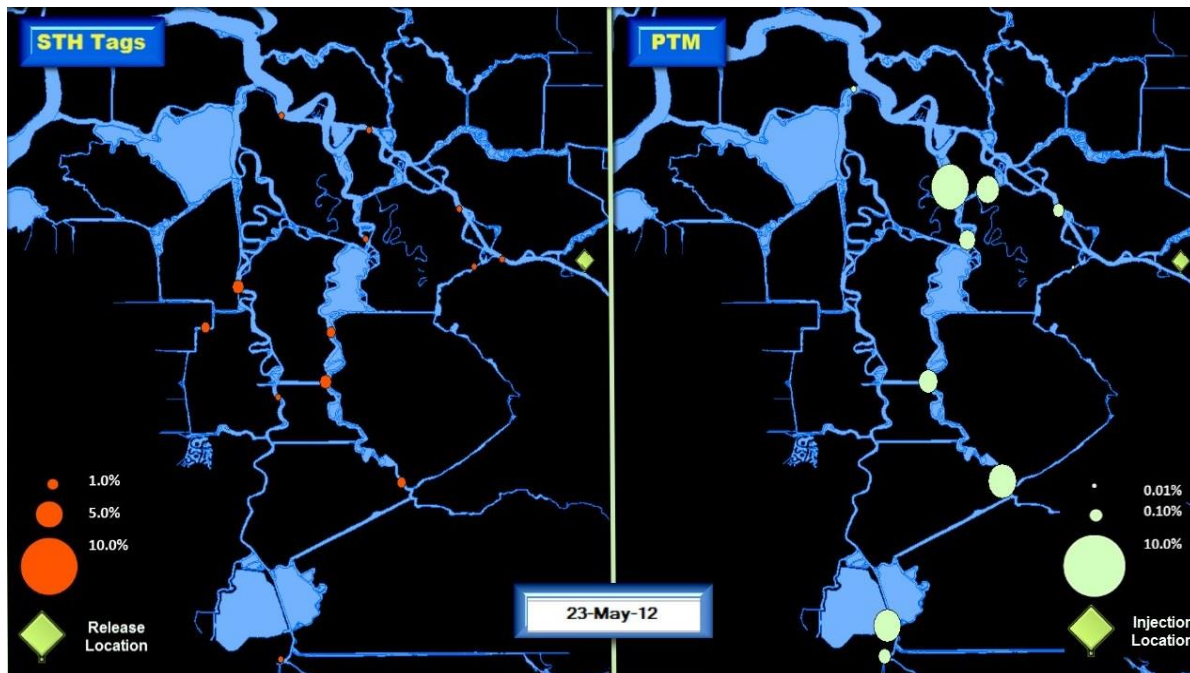 STH Tags
PTM
1.0%
5.0%
10.0%
Release
Location
23-May-12
0.01%
0.10%
10.0%
Injection
Location